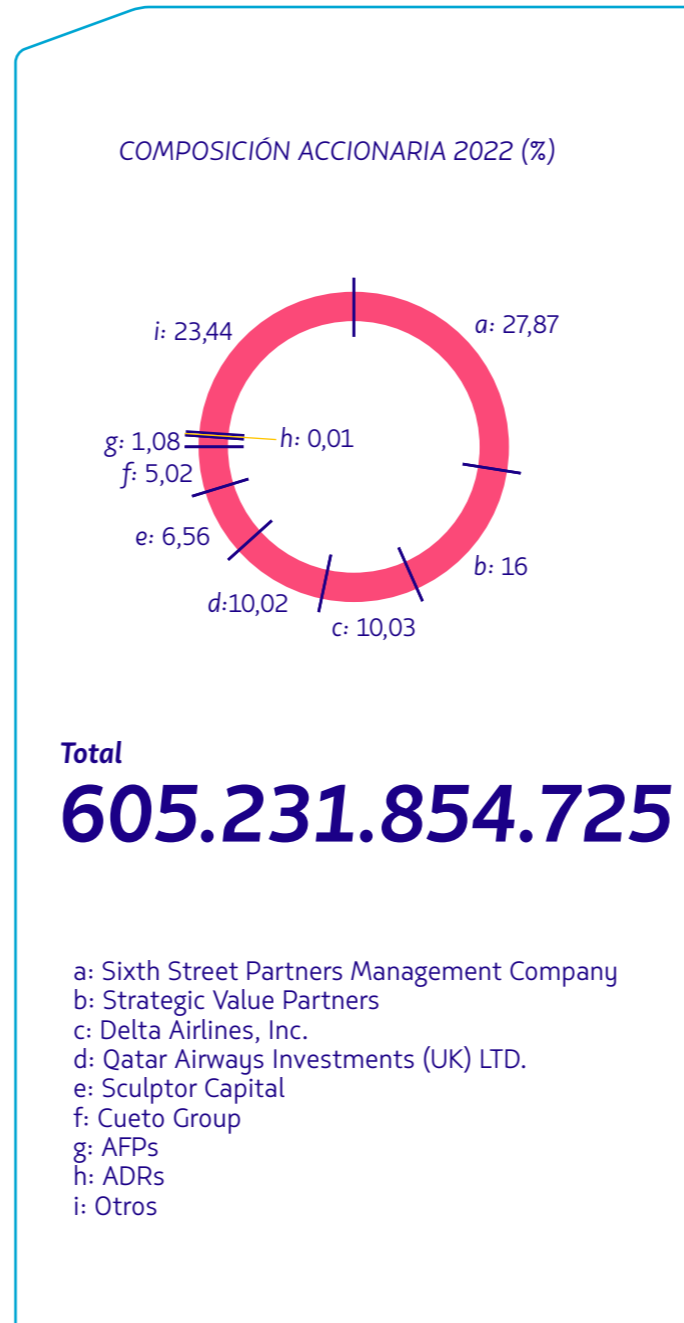 COMPOSICIÓN ACCIONARIA 2022 (%)
i: 23,44
a: 27,87
g: 1,08
h: 0,01
f: 5,02
e: 6,56
b: 16
d:10,02
c: 10,03
Total
605.231.854.725
a: Sixth Street Partners Management Company
b: Strategic Value Partners
c: Delta Airlines, Inc.
d: Qatar Airways Investments (UK) LTD.
e: Sculptor Capital
f: Cueto Group
g: AFPs
h: ADRs
i: Otros